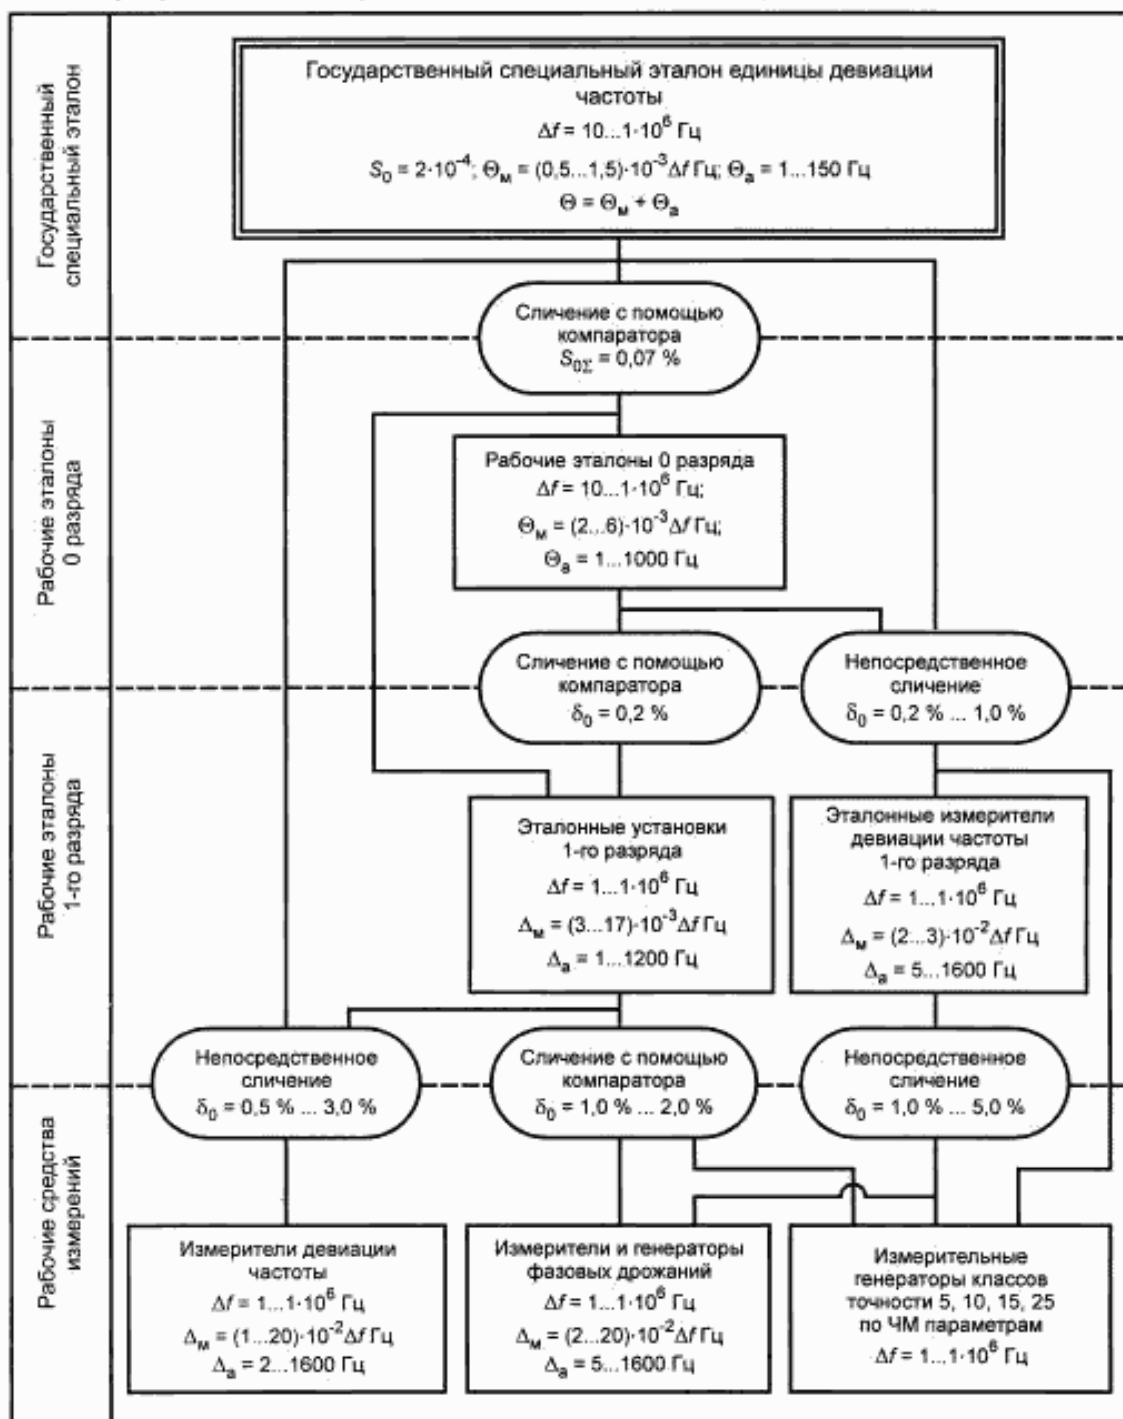 Государственный
специальный эталон
Государственный специальный эталон единицы девиации
частоты
Δf = 10...1·10⁶ Гц
S₀ = 2·10⁻⁴; Θм = (0,5...1,5)·10⁻³Δf Гц; Θа = 1...150 Гц
Θ = Θм + Θа
Сличение с помощью
компаратора
S₀Σ = 0,07 %
Рабочие эталоны
0 разряда
Рабочие эталоны 0 разряда
Δf = 10...1·10⁶ Гц;
Θм = (2...6)·10⁻³Δf Гц;
Θа = 1...1000 Гц
Сличение с помощью
компаратора
δ₀ = 0,2 %
Непосредственное
сличение
δ₀ = 0,2 % ... 1,0 %
Рабочие эталоны
1-го разряда
Эталонные установки
1-го разряда
Δf = 1...1·10⁶ Гц
Δм = (3...17)·10⁻³Δf Гц
Δа = 1...1200 Гц
Эталонные измерители
девиации частоты
1-го разряда
Δf = 1...1·10⁶ Гц
Δм = (2...3)·10⁻²Δf Гц
Δа = 5...1600 Гц
Непосредственное
сличение
δ₀ = 0,5 % ... 3,0 %
Сличение с помощью
компаратора
δ₀ = 1,0 % ... 2,0 %
Непосредственное
сличение
δ₀ = 1,0 % ... 5,0 %
Рабочие средства
измерений
Измерители девиации
частоты
Δf = 1...1·10⁶ Гц
Δм = (1...20)·10⁻²Δf Гц
Δа = 2...1600 Гц
Измерители и генераторы
фазовых дрожаний
Δf = 1...1·10⁶ Гц
Δм = (2...20)·10⁻²Δf Гц
Δа = 5...1600 Гц
Измерительные
генераторы классов
точности 5, 10, 15, 25
по ЧМ параметрам
Δf = 1...1·10⁶ Гц